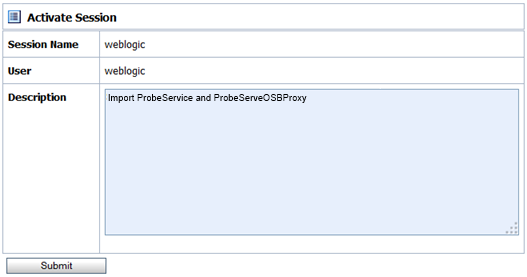 Activate Session
Session Name weblogic
User weblogic
Description Import ProbeService and ProbeServeOSBProxy
Submit